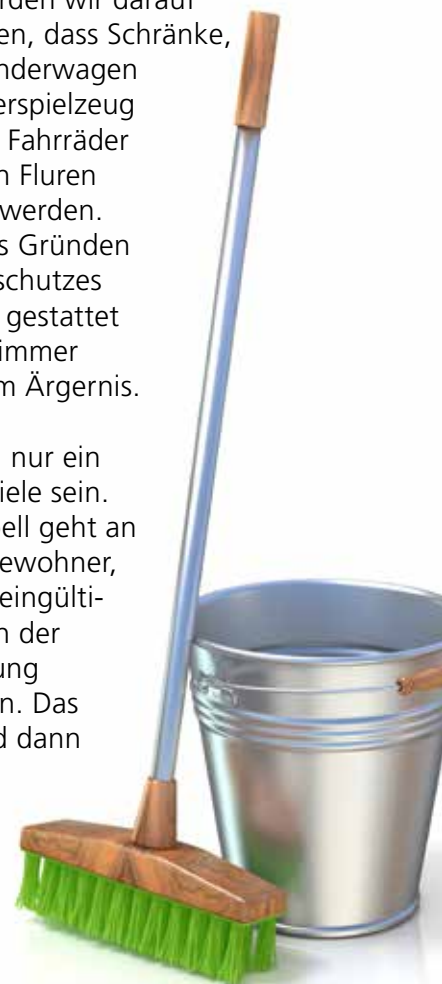 rden wir darauf
en, dass Schränke,
nderwagen
erspielzeug
Fahrräder
n Fluren
werden.
s Gründen
schutzes
gestattet
immer
m Ärgernis.
nur ein
iele sein.
ell geht an
ewohner,
eingülti-
n der
ung
n. Das
d dann